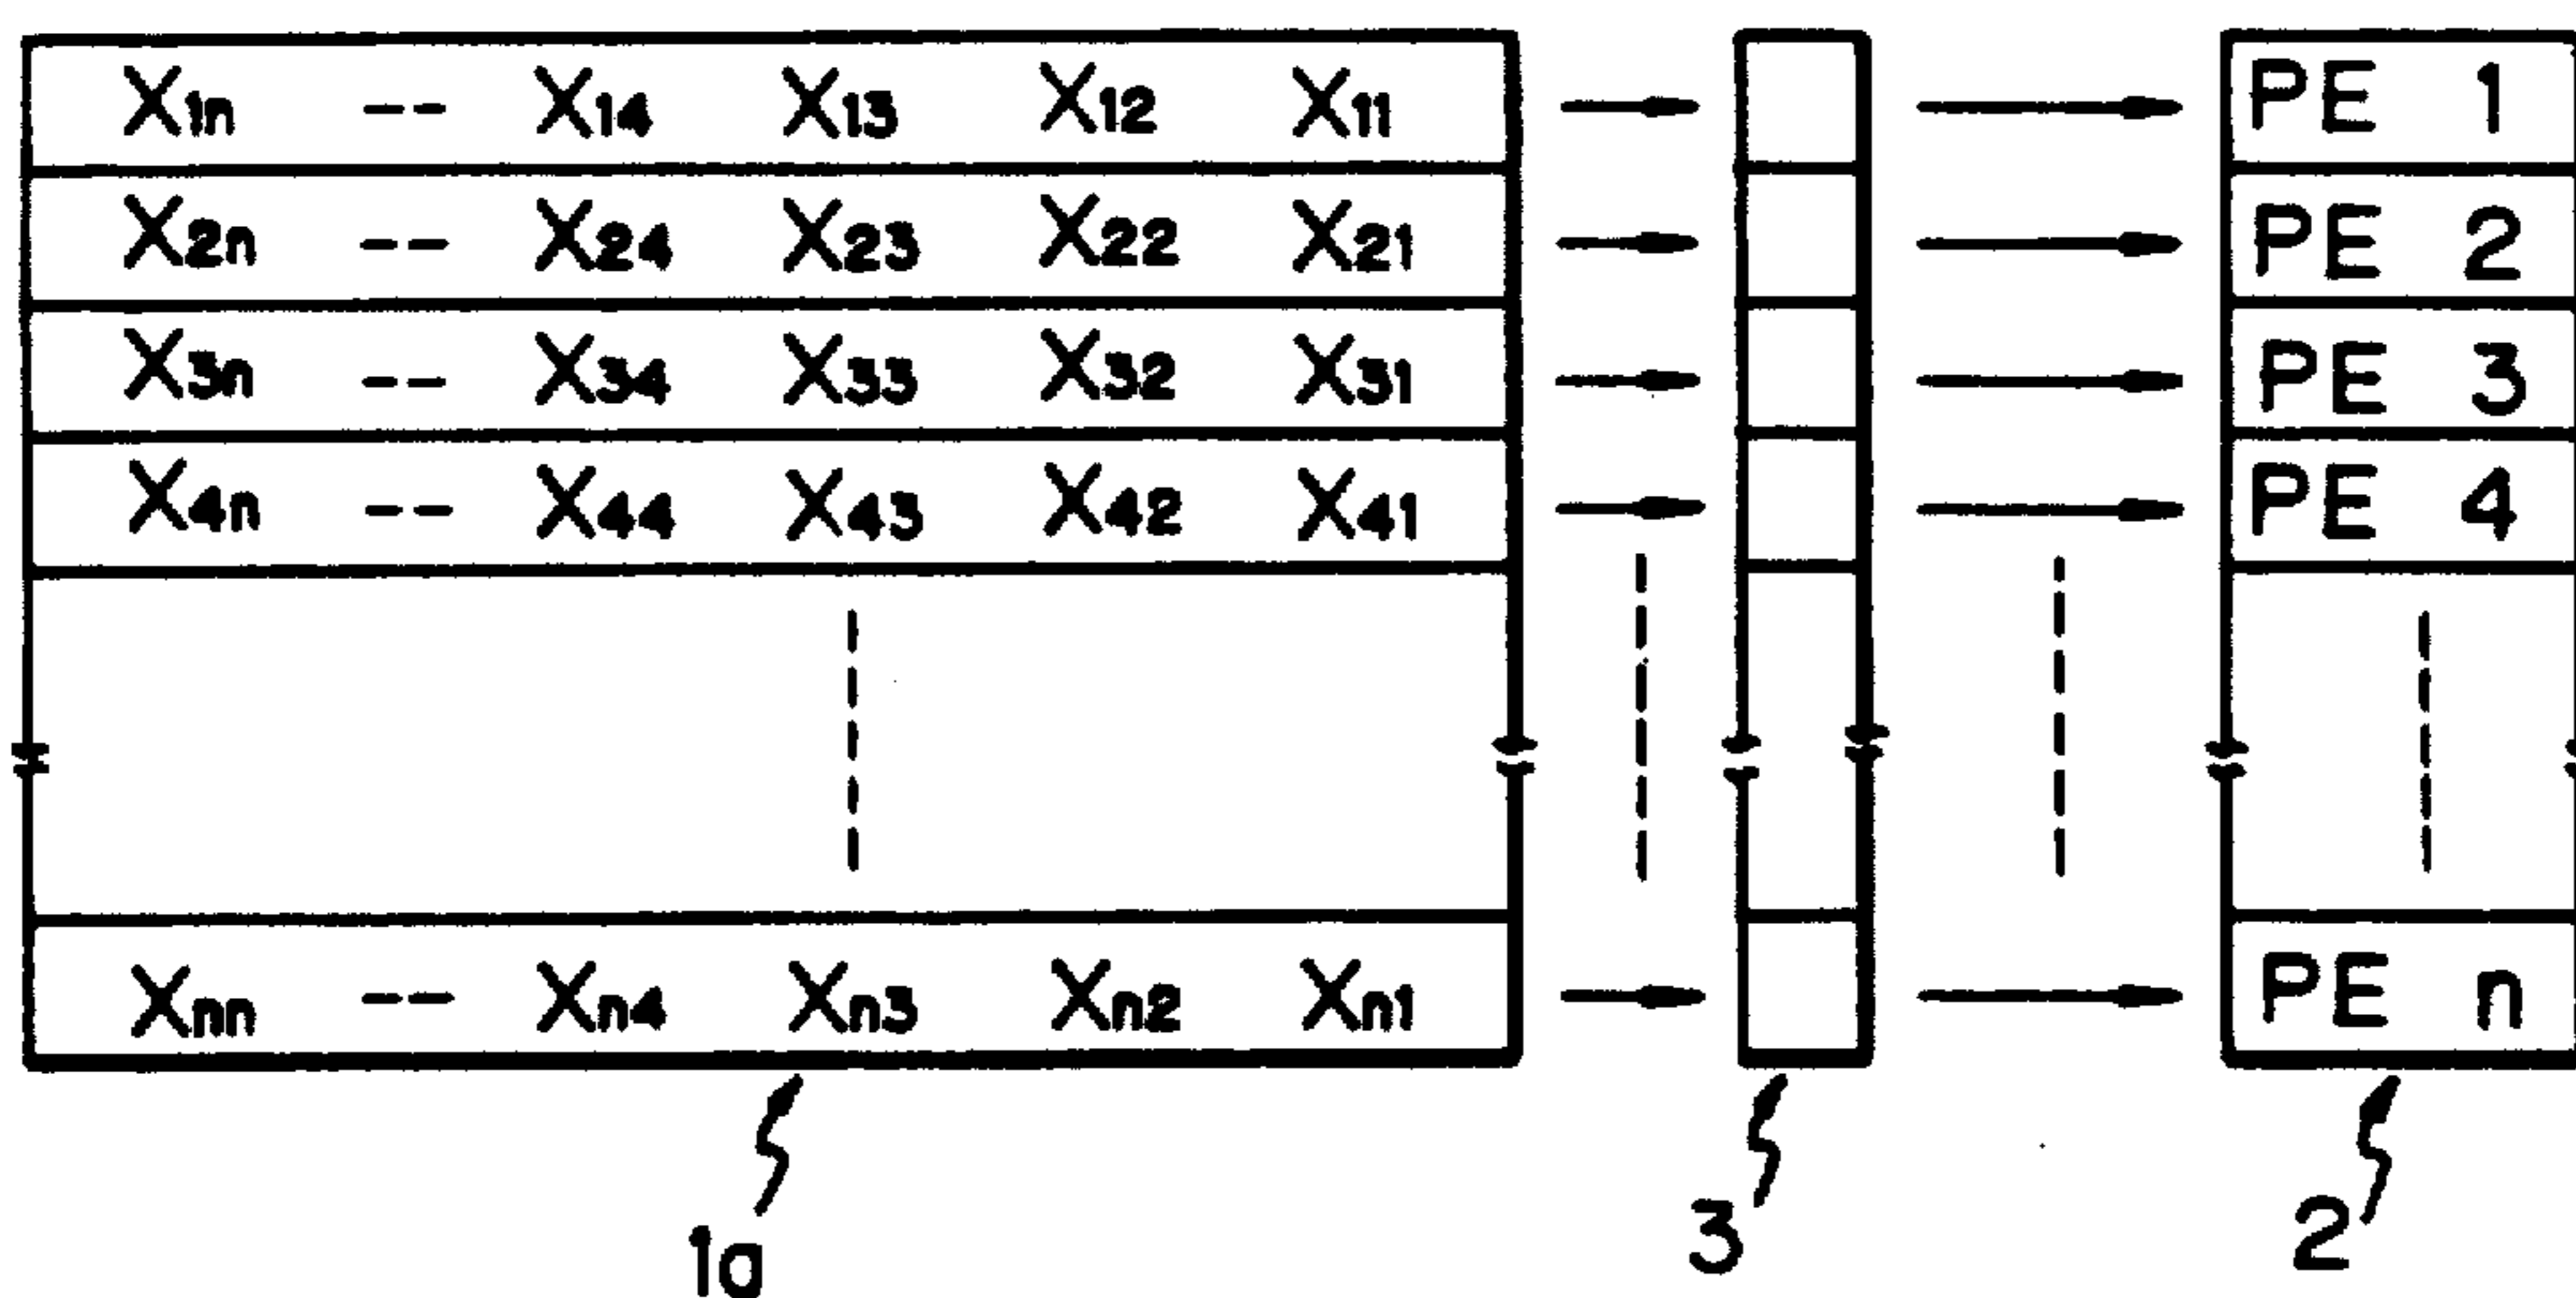 X1n -- X14 X13 X12 X11 PE 1
X2n -- X24 X23 X22 X21 PE 2
X3n -- X34 X33 X32 X31 PE 3
X4n -- X44 X43 X42 X41 PE 4
Xnn -- Xn4 Xn3 Xn2 Xn1 PE n
1a 3 2